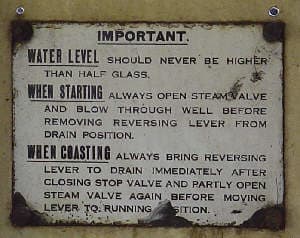 IMPORTANT.
WATER LEVEL SHOULD NEVER BE HIGHER
THAN HALF GLASS.
WHEN STARTING ALWAYS OPEN STEAM VALVE
AND BLOW THROUGH WELL BEFORE
REMOVING REVERSING LEVER FROM
DRAIN POSITION.
WHEN COASTING ALWAYS BRING REVERSING
LEVER TO DRAIN IMMEDIATELY AFTER
CLOSING STOP VALVE AND PARTLY OPEN
STEAM VALVE AGAIN BEFORE MOVING
LEVER TO RUNNING